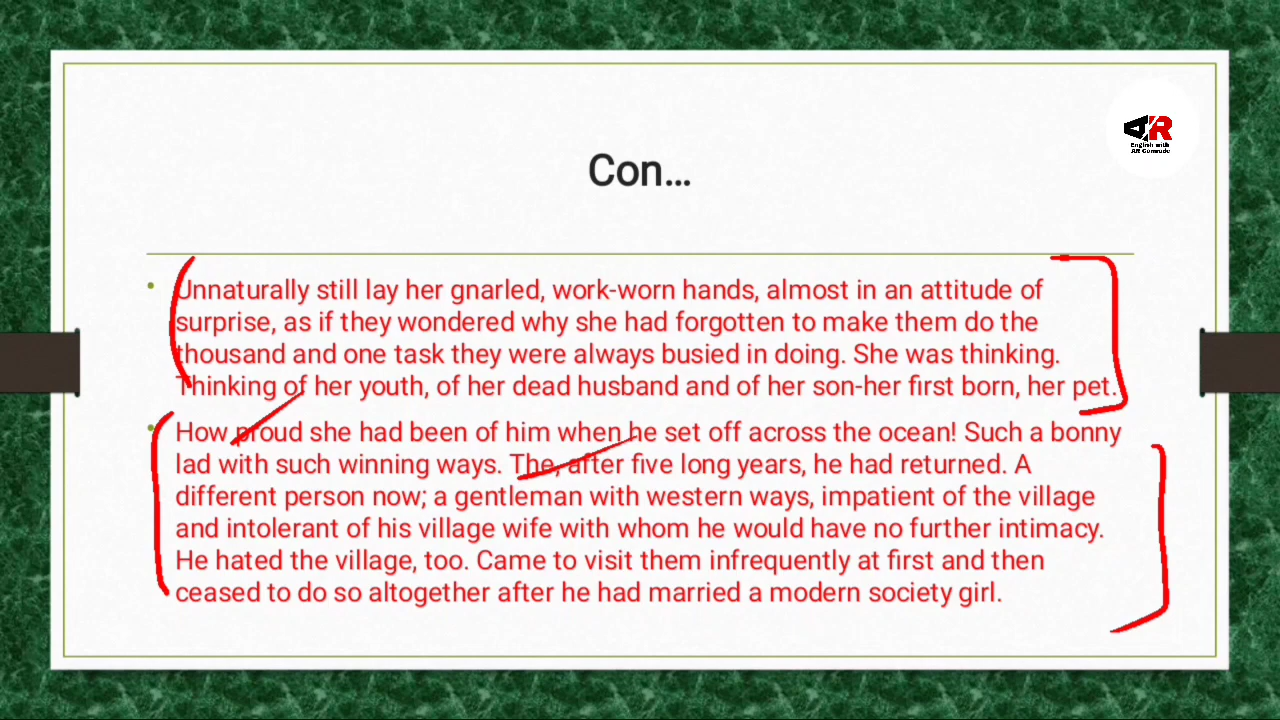 AR
English with
AR Comrade
Con...
Unnaturally still lay her gnarled, work-worn hands, almost in an attitude of
surprise, as if they wondered why she had forgotten to make them do the
thousand and one task they were always busied in doing. She was thinking.
Thinking of her youth, of her dead husband and of her son-her first born, her pet.
How proud she had been of him when he set off across the ocean! Such a bonny
lad with such winning ways. The, after five long years, he had returned. A
different person now; a gentleman with western ways, impatient of the village
and intolerant of his village wife with whom he would have no further intimacy.
He hated the village, too. Came to visit them infrequently at first and then
ceased to do so altogether after he had married a modern society girl.